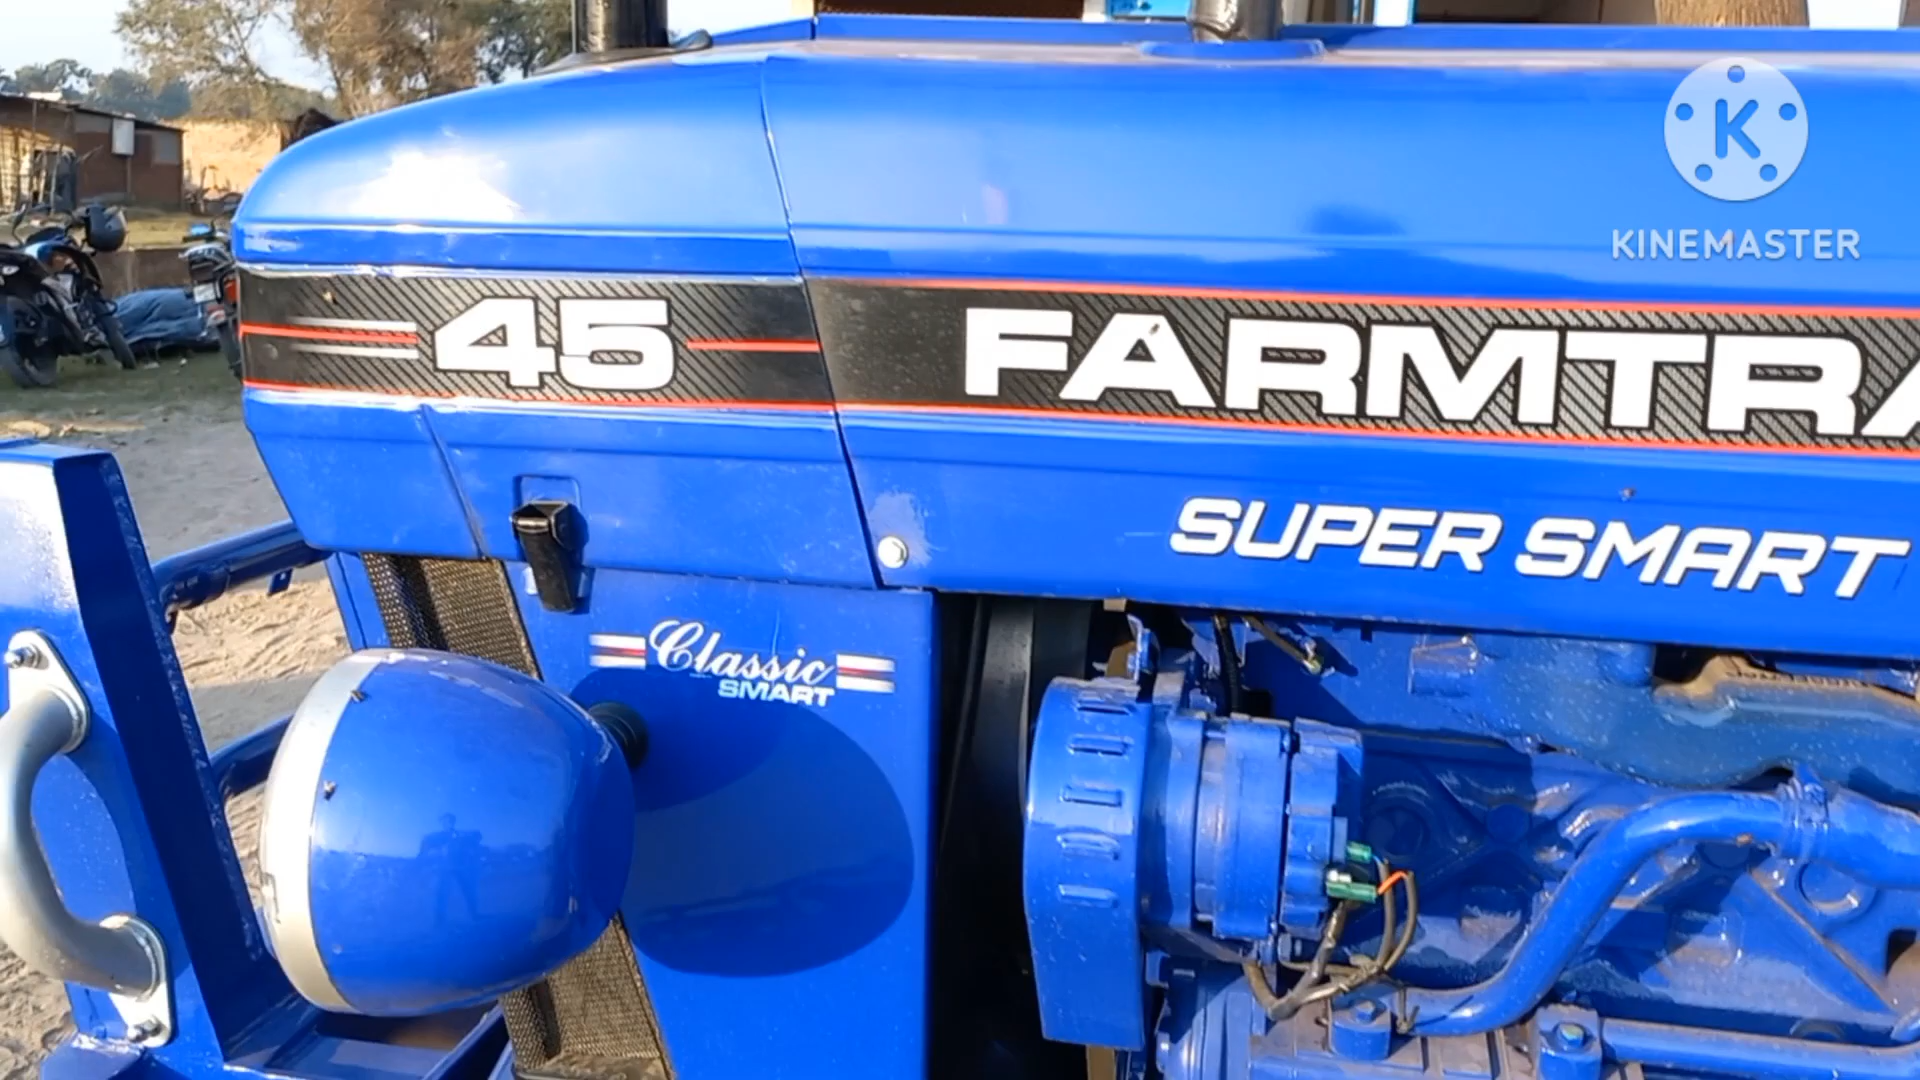 K
KINEMASTER
45 FARMTRA
SUPER SMART
Classic
SMART